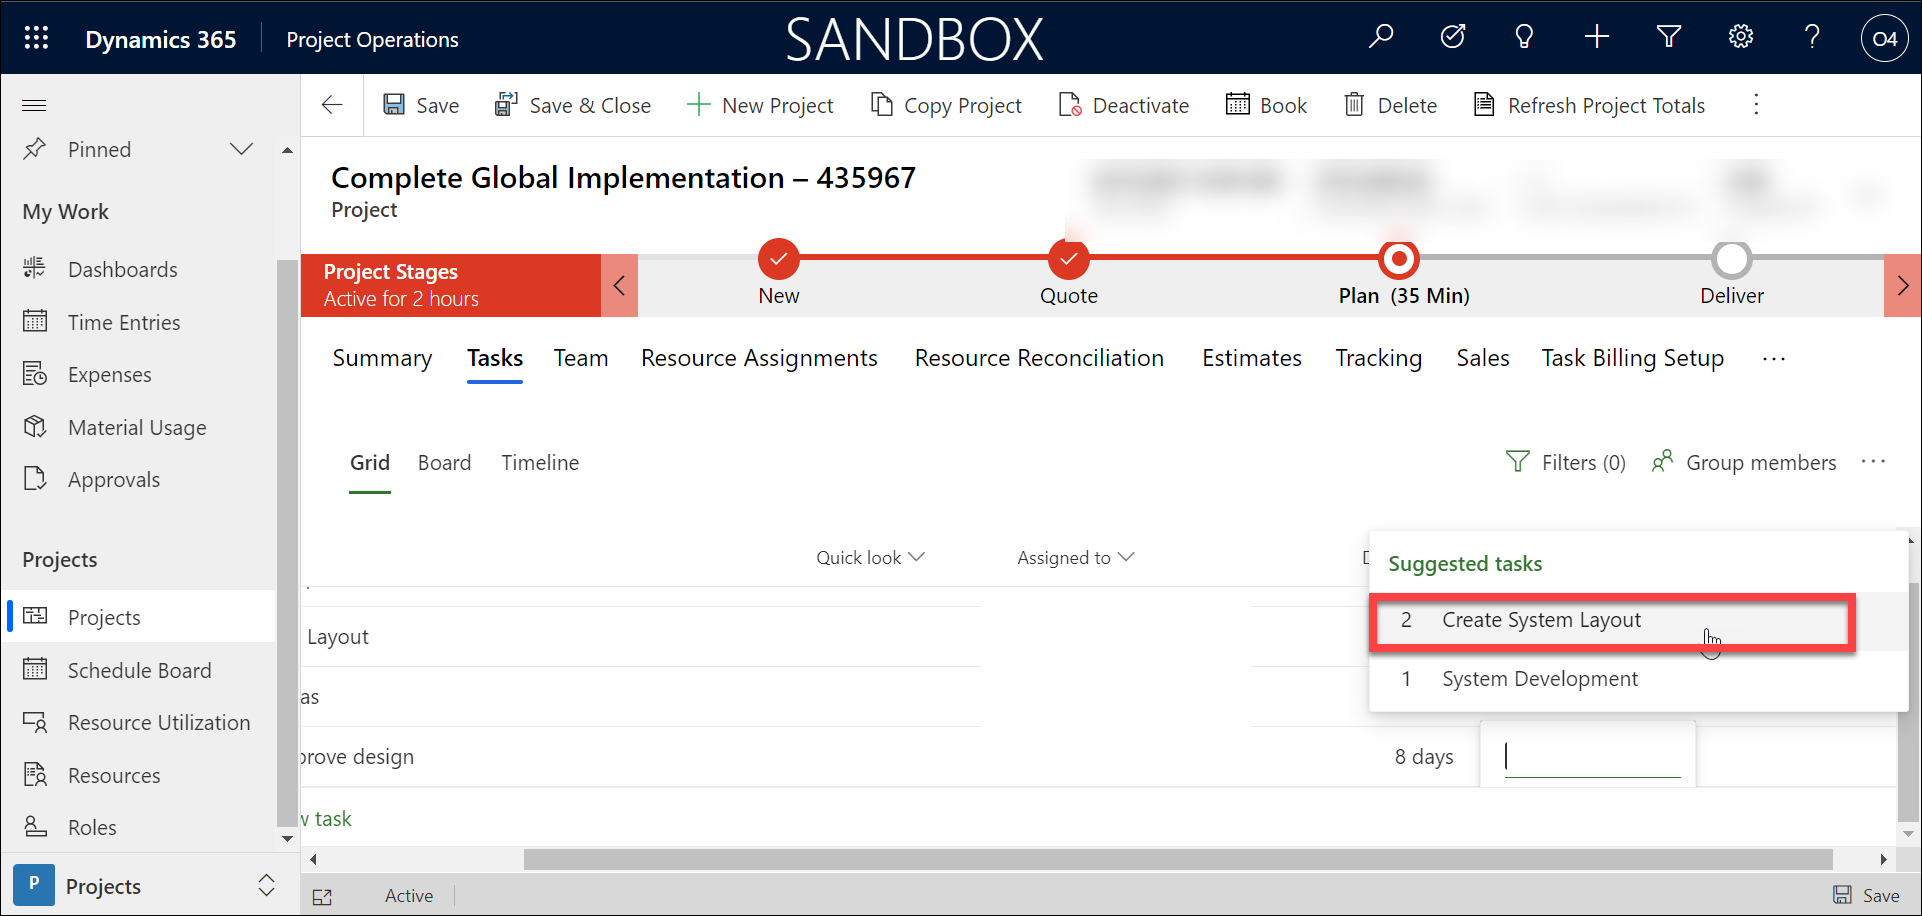 Dynamics 365
Project Operations
SANDBOX
O4
Save
Save & Close
New Project
Copy Project
Deactivate
Book
Delete
Refresh Project Totals
Pinned
My Work
Dashboards
Time Entries
Expenses
Material Usage
Approvals
Projects
Projects
Schedule Board
Resource Utilization
Resources
Roles
P
Projects
Complete Global Implementation – 435967
Project
Project Stages
Active for 2 hours
New
Quote
Plan (35 Min)
Deliver
Summary
Tasks
Team
Resource Assignments
Resource Reconciliation
Estimates
Tracking
Sales
Task Billing Setup
Grid
Board
Timeline
Filters (0)
Group members
Quick look
Assigned to
Suggested tasks
2 Create System Layout
1 System Development
Layout
as
prove design
8 days
w task
Active
Save